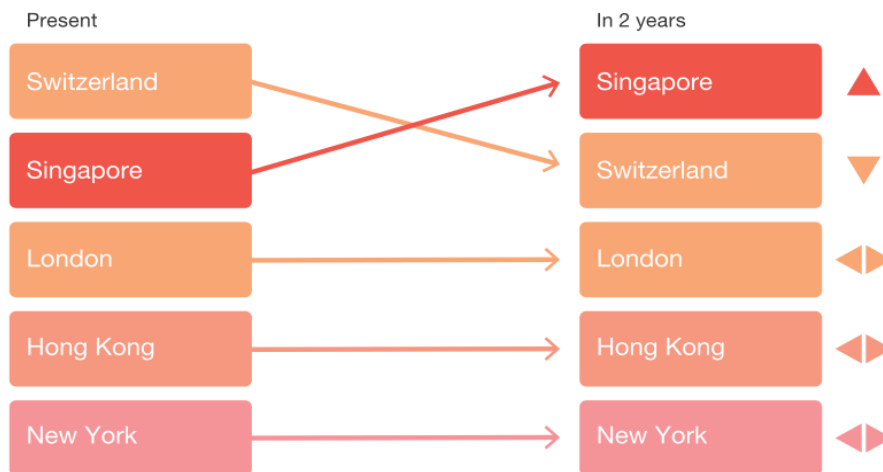 Present
In 2 years
Switzerland
Singapore
Singapore
Switzerland
London
London
Hong Kong
Hong Kong
New York
New York